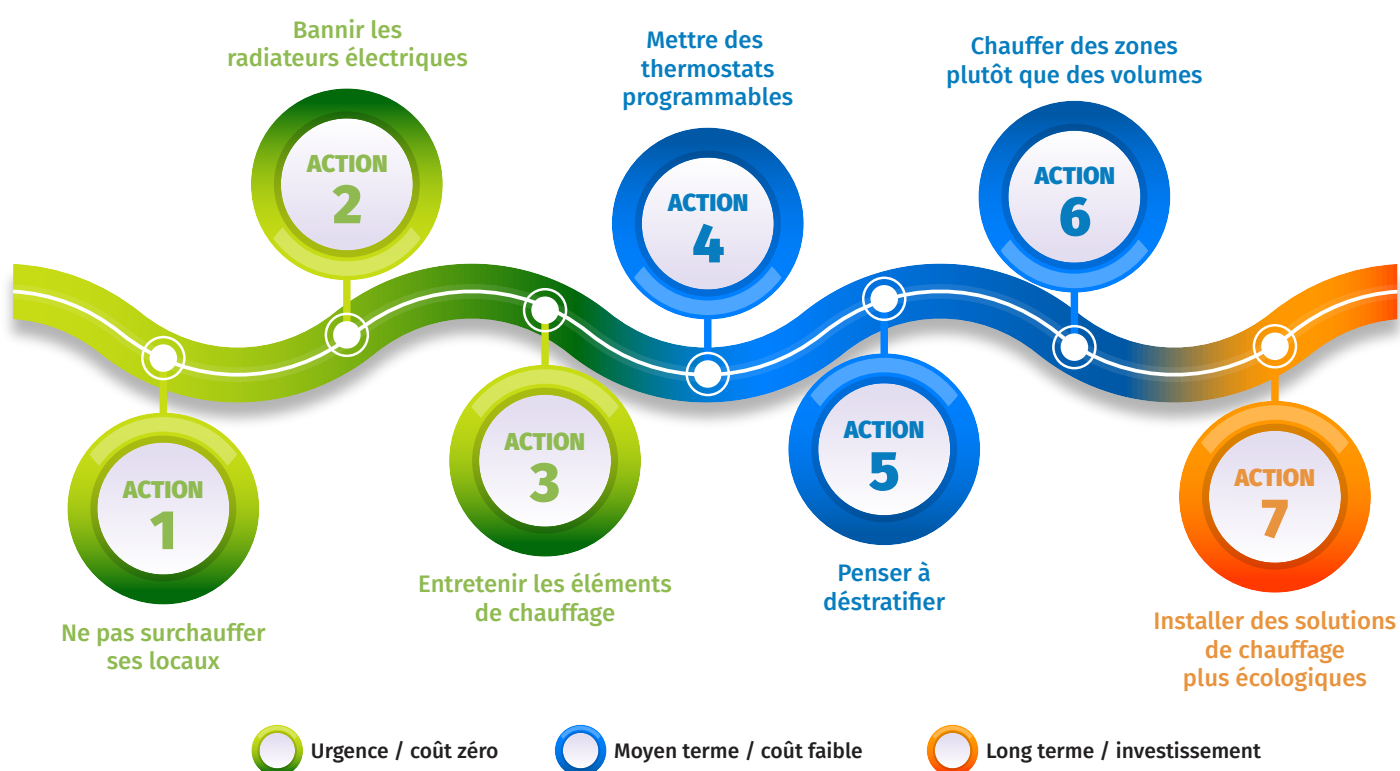 Bannir les
radiateurs électriques
Mettre des
thermostats
programmables
Chauffer des zones
plutôt que des volumes
ACTION
2
ACTION
4
ACTION
6
ACTION
1
ACTION
3
ACTION
5
ACTION
7
Ne pas surchauffer
ses locaux
Entretenir les éléments
de chauffage
Penser à
déstratifier
Installer des solutions
de chauffage
plus écologiques
Urgence / coût zéro
Moyen terme / coût faible
Long terme / investissement